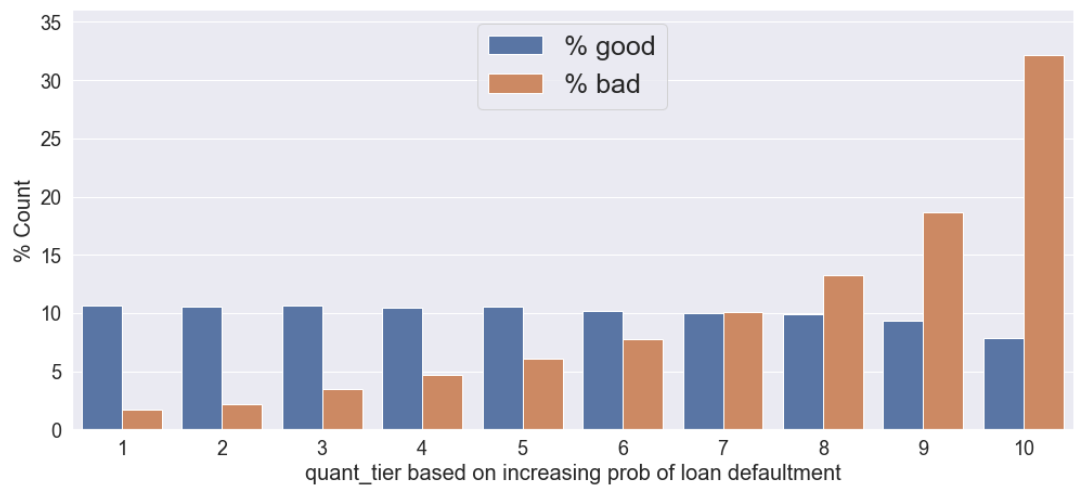 % good
% bad
35
30
25
20
15
10
5
0
% Count
1 2 3 4 5 6 7 8 9 10
quant_tier based on increasing prob of loan defaultment